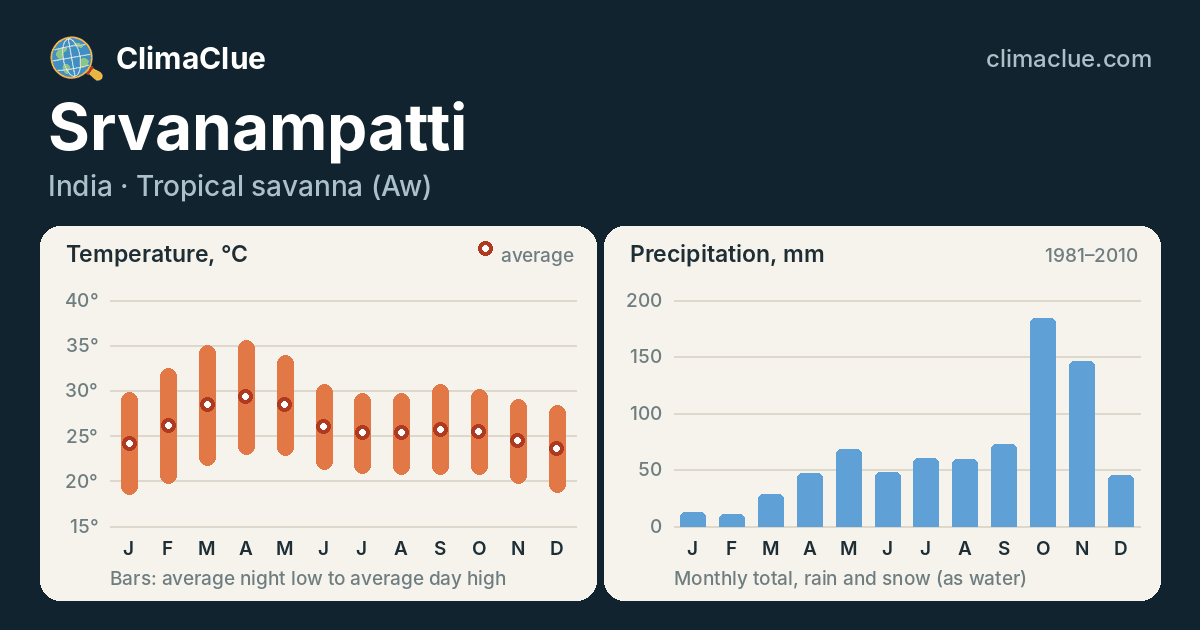 ClimaClue
climaclue.com
Srvanampatti
India · Tropical savanna (Aw)
Temperature, °C
average
40°
35°
30°
25°
20°
15°
J F M A M J J A S O N D
Bars: average night low to average day high
Precipitation, mm
1981–2010
200
150
100
50
0
J F M A M J J A S O N D
Monthly total, rain and snow (as water)